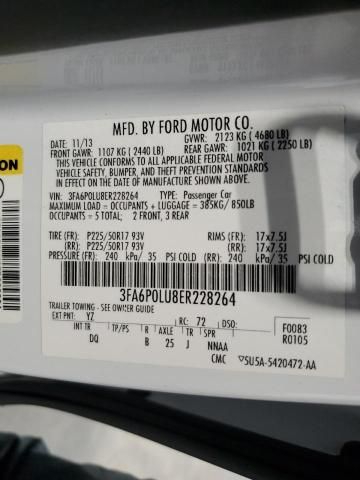 MFD. BY FORD MOTOR CO.
DATE: 11/13 GVWR: 2123 KG (4680 LB)
FRONT GAWR: 1107 KG (2440 LB) REAR GAWR: 1021 KG (2250 LB)
THIS VEHICLE CONFORMS TO ALL APPLICABLE FEDERAL MOTOR
VEHICLE SAFETY, BUMPER, AND THEFT PREVENTION STANDARDS
IN EFFECT ON THE DATE OF MANUFACTURE SHOWN ABOVE.
VIN: 3FA6P0LU8ER228264 TYPE: Passenger Car
MAXIMUM LOAD = OCCUPANTS + LUGGAGE = 385KG / 850LB
OCCUPANTS = 5 TOTAL: 2 FRONT, 3 REAR
TIRE (F): P225/50R17 93V RIMS (F): 17x7.5J
(R): P225/50R17 93V (R): 17x7.5J
PRESSURE (F): 240 kPa/ 35 PSI COLD (R): 240 kPa/ 35 PSI COLD
3FA6P0LU8ER228264
TRAILER TOWING - SEE OWNER GUIDE
EXT PNT: YZ RC: 72 DSO: F0083
INT TR TP/PS R AXLE TR SPR R0105
DQ B 25 J NNAA
CMC 5U5A-5420472-AA